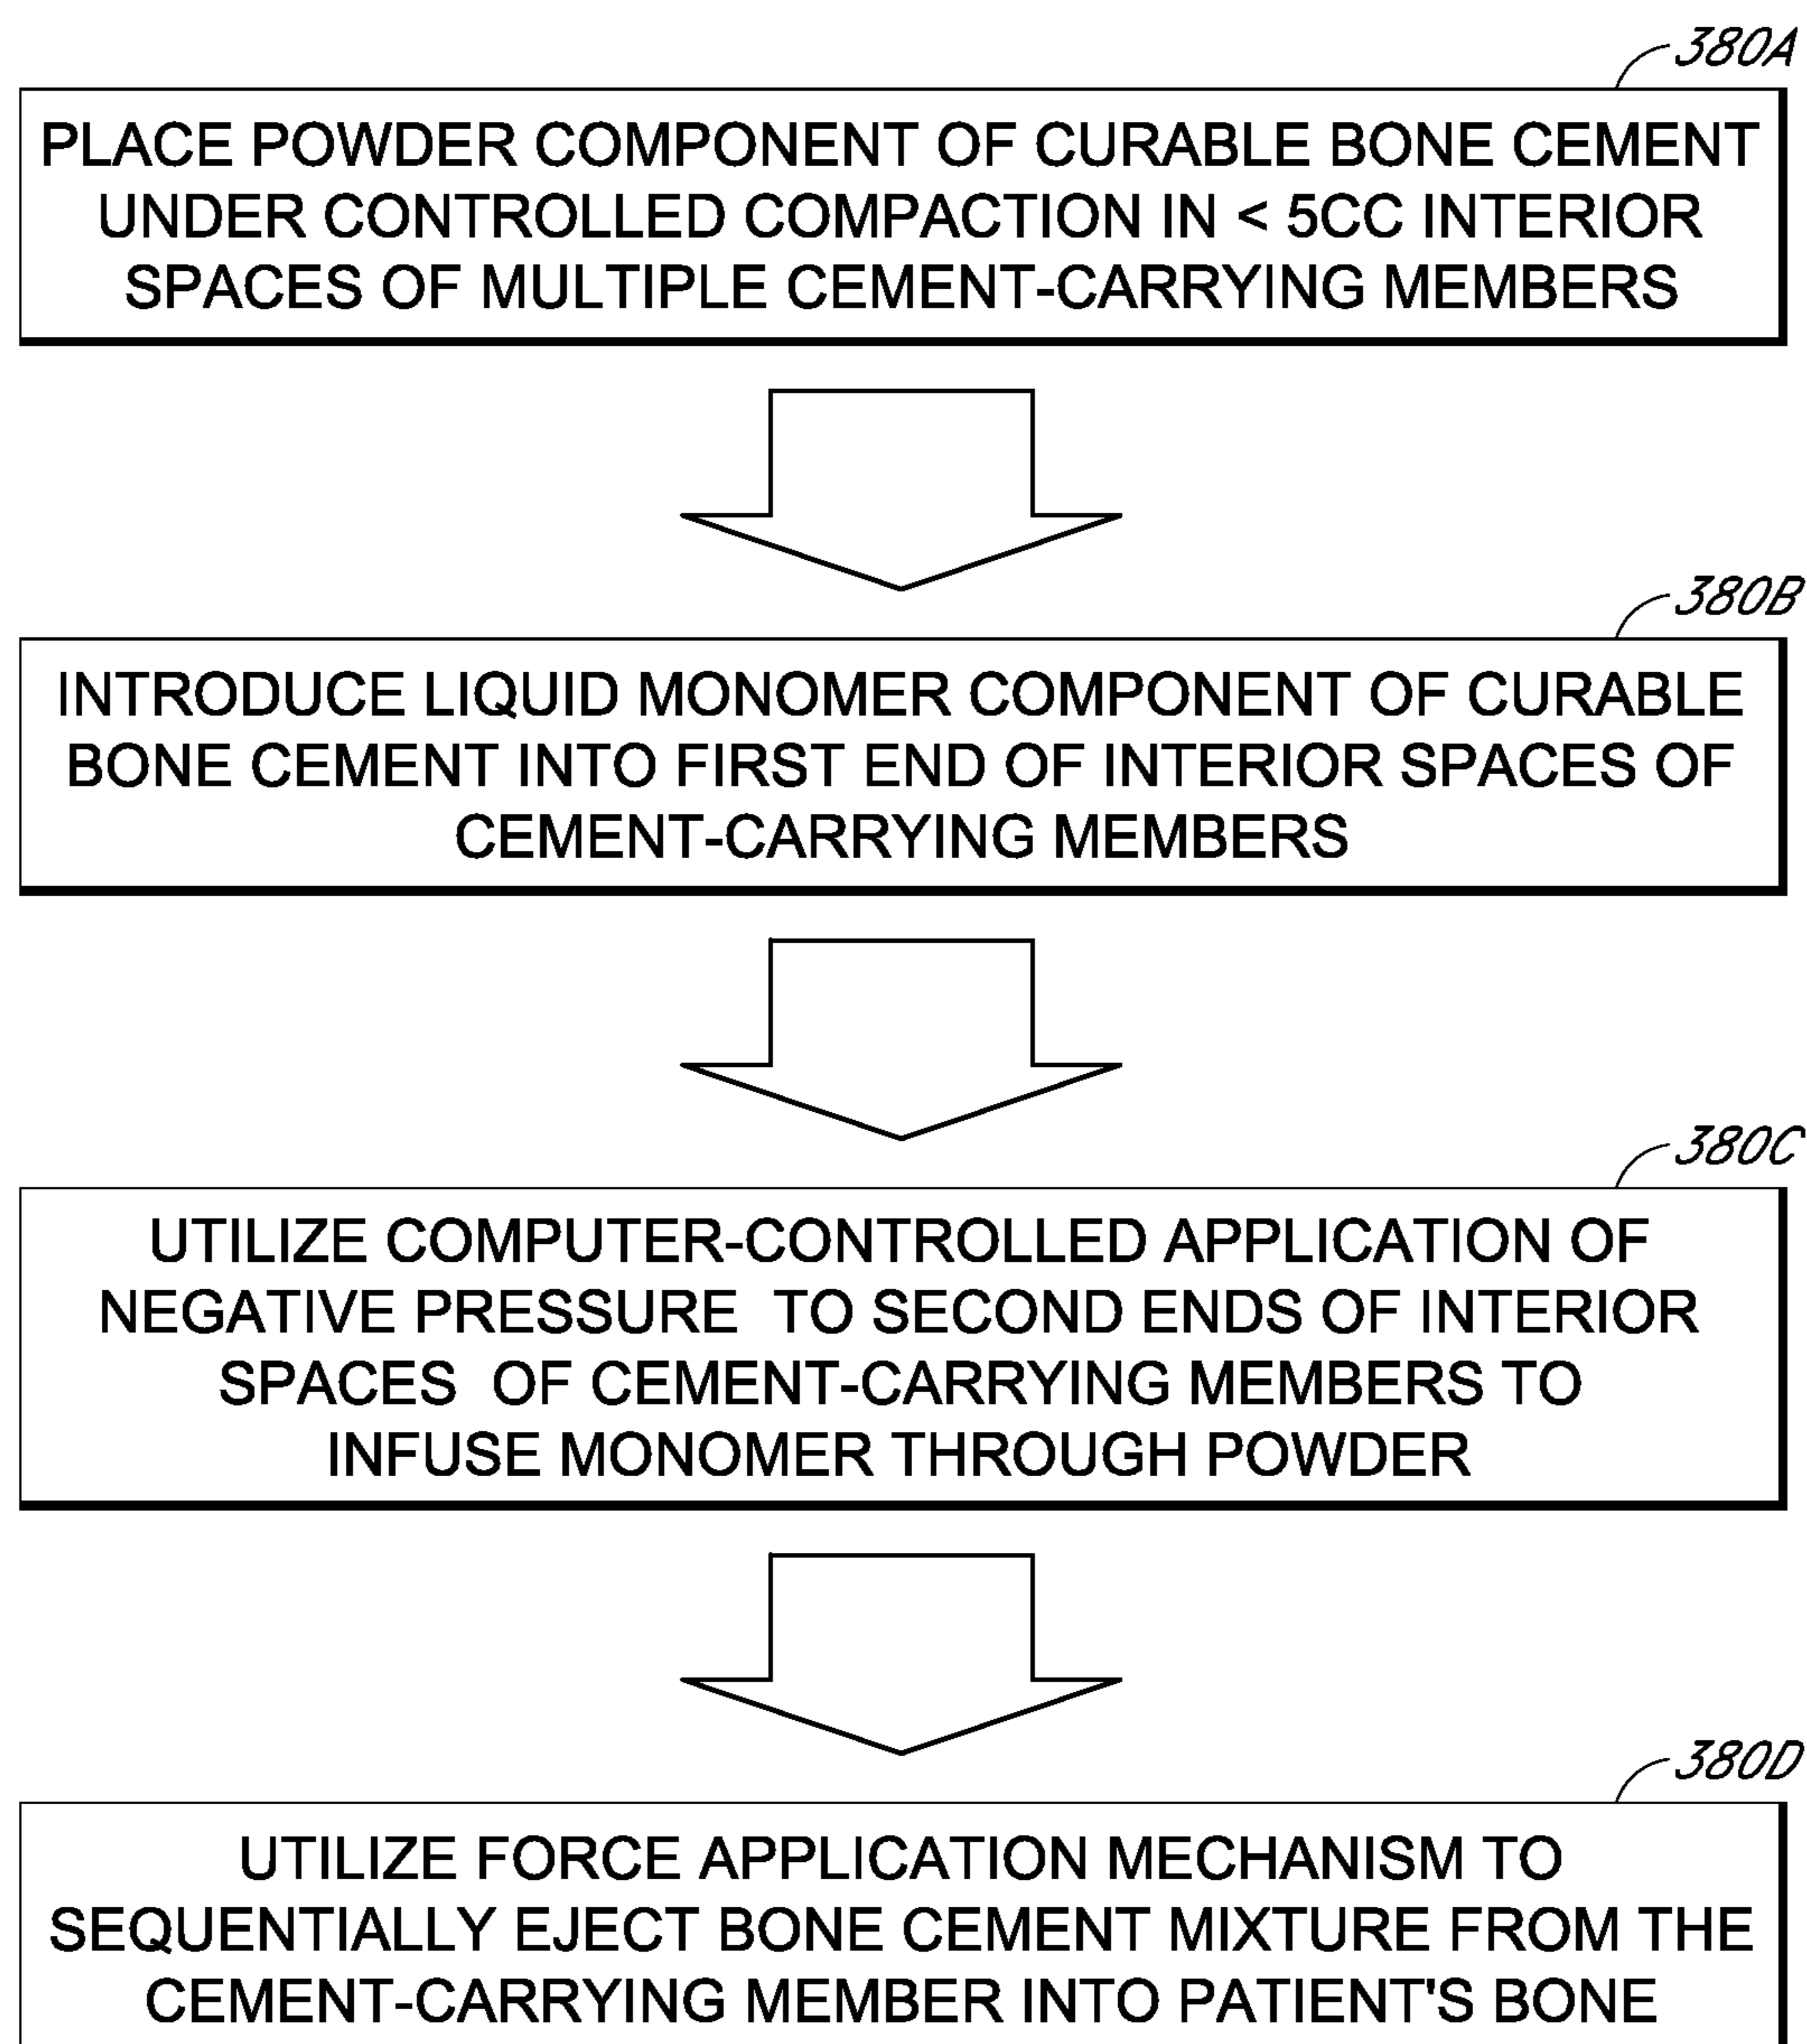 380A
PLACE POWDER COMPONENT OF CURABLE BONE CEMENT
UNDER CONTROLLED COMPACTION IN < 5CC INTERIOR
SPACES OF MULTIPLE CEMENT-CARRYING MEMBERS
380B
INTRODUCE LIQUID MONOMER COMPONENT OF CURABLE
BONE CEMENT INTO FIRST END OF INTERIOR SPACES OF
CEMENT-CARRYING MEMBERS
380C
UTILIZE COMPUTER-CONTROLLED APPLICATION OF
NEGATIVE PRESSURE TO SECOND ENDS OF INTERIOR
SPACES OF CEMENT-CARRYING MEMBERS TO
INFUSE MONOMER THROUGH POWDER
380D
UTILIZE FORCE APPLICATION MECHANISM TO
SEQUENTIALLY EJECT BONE CEMENT MIXTURE FROM THE
CEMENT-CARRYING MEMBER INTO PATIENT'S BONE